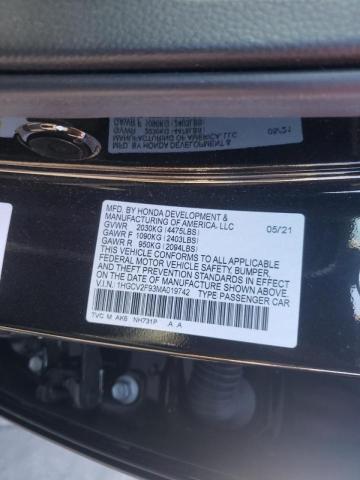 MFD. BY HONDA DEVELOPMENT &
MANUFACTURING OF AMERICA, LLC 05/21
GVWR 2030KG (4475LBS)
GAWR F 1090KG (2403LBS)
GAWR R 950KG (2094LBS)
THIS VEHICLE CONFORMS TO ALL APPLICABLE
FEDERAL MOTOR VEHICLE SAFETY, BUMPER,
AND THEFT PREVENTION STANDARDS IN EFFECT
ON THE DATE OF MANUFACTURE SHOWN ABOVE.
V.I.N.: 1HGCV2F93MA019742 TYPE PASSENGER CAR
TVC M AK6 NH731P A A